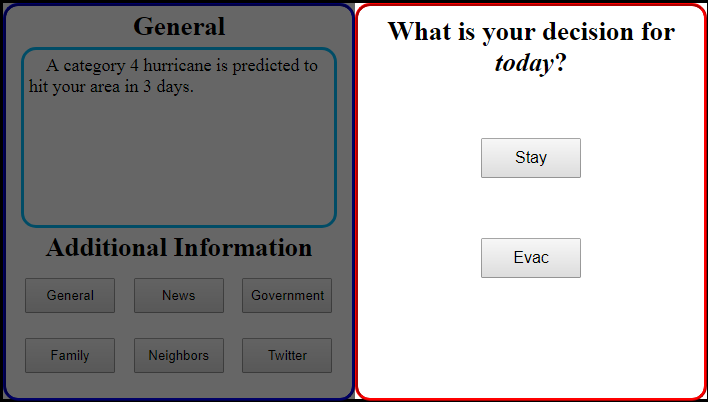 General
A category 4 hurricane is predicted to
hit your area in 3 days.
Additional Information
General
News
Government
Family
Neighbors
Twitter
What is your decision for
today?
Stay
Evac